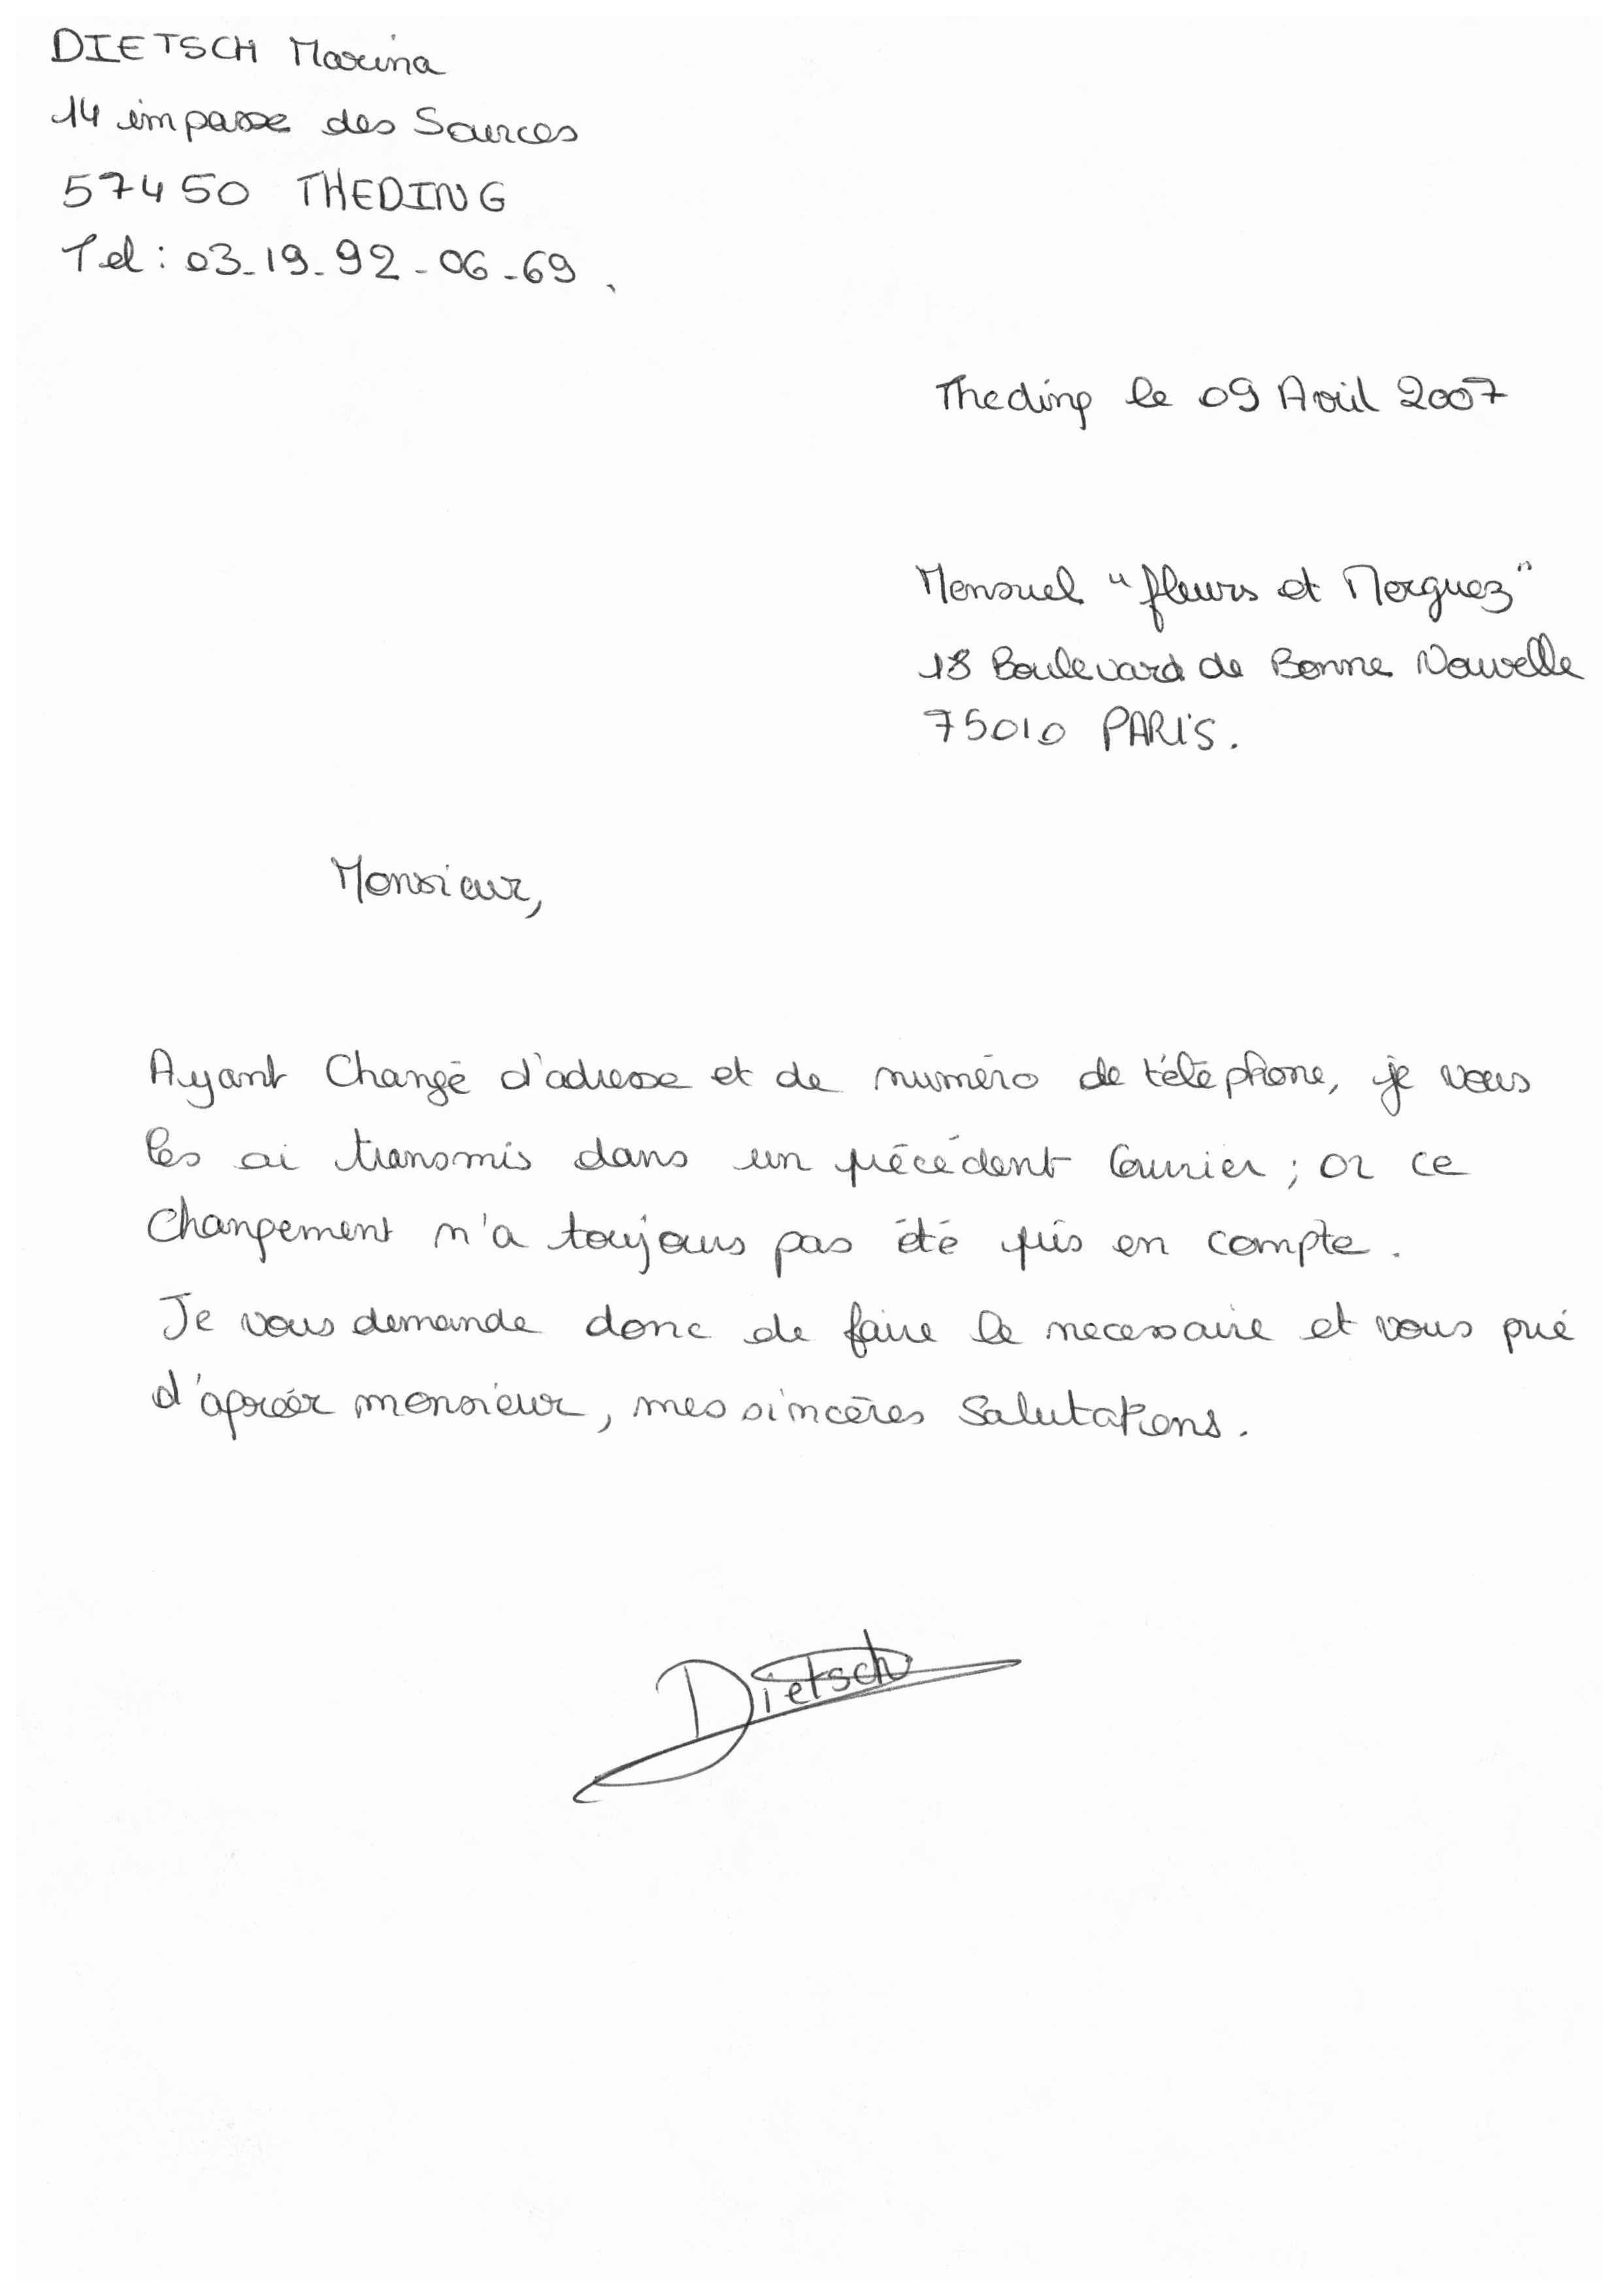 DIETSCH Marina
14 impasse des Sources
57450 THEDING
Tel : 03-19-92-06-69.
Theding le 09 Avril 2007
Mensuel "fleurs et Merguez"
18 Boulevard de Bonne Nouvelle
75010 PARIS.
Monsieur,
Ayant Changé d'adresse et de numéro de téléphone, je vous
les ai transmis dans un précédent Courrier ; or ce
Changement n'a toujours pas été pris en compte.
Je vous demande donc de faire le necessaire et vous prié
d'agréér monsieur, mes sincères Salutations.
Dietsch